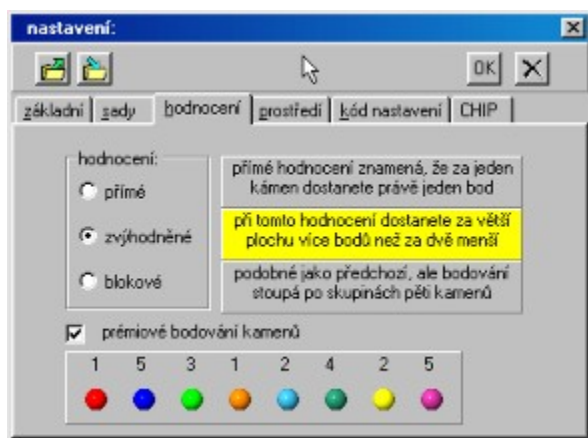 nastavení:
OK
základní sady hodnocení prostředí kód nastavení CHIP
hodnocení:
přímé
zvýhodněné
blokové
přímé hodnocení znamená, že za jeden
kámen dostanete právě jeden bod
při tomto hodnocení dostanete za větší
plochu více bodů než za dvě menší
podobné jako předchozí, ale bodování
stoupá po skupinách pěti kamenů
prémiové bodování kamenů
1 5 3 1 2 4 2 5